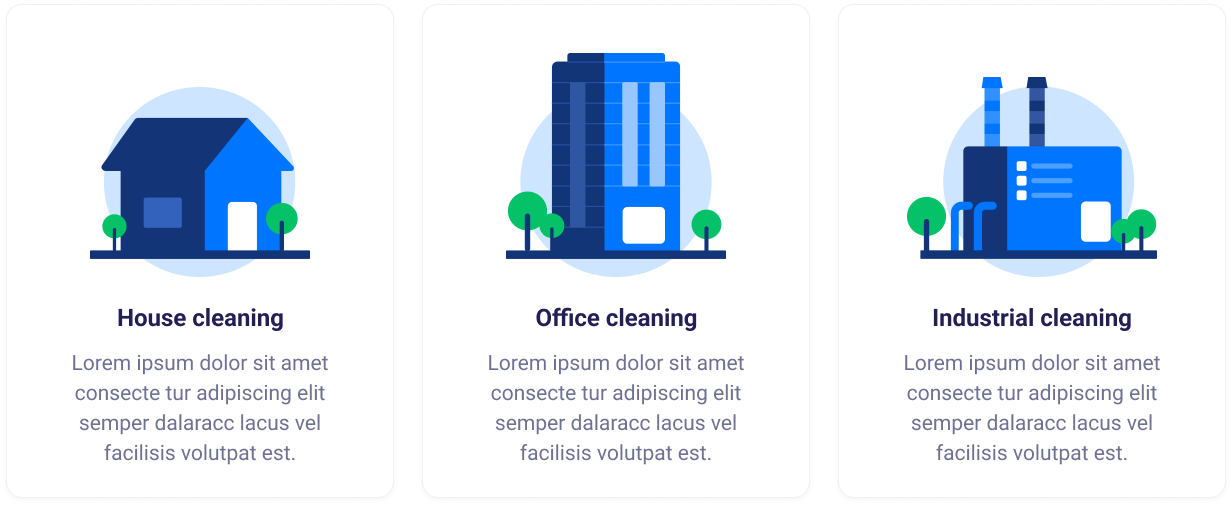 House cleaning
Lorem ipsum dolor sit amet
consecte tur adipiscing elit
semper dalaracc lacus vel
facilisis volutpat est.
Office cleaning
Lorem ipsum dolor sit amet
consecte tur adipiscing elit
semper dalaracc lacus vel
facilisis volutpat est.
Industrial cleaning
Lorem ipsum dolor sit amet
consecte tur adipiscing elit
semper dalaracc lacus vel
facilisis volutpat est.